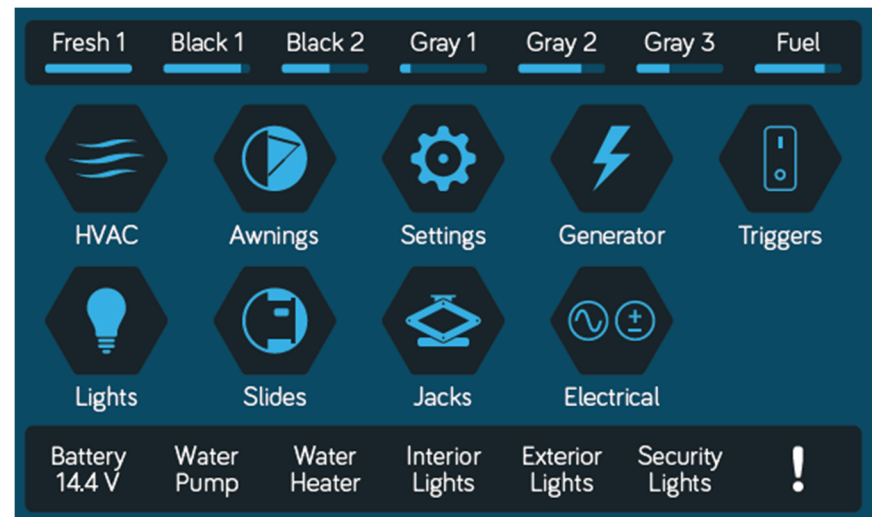 Fresh 1 Black 1 Black 2 Gray 1 Gray 2 Gray 3 Fuel
HVAC Awnings Settings Generator Triggers
Lights Slides Jacks Electrical
Battery Water Water Interior Exterior Security !
14.4 V Pump Heater Lights Lights Lights